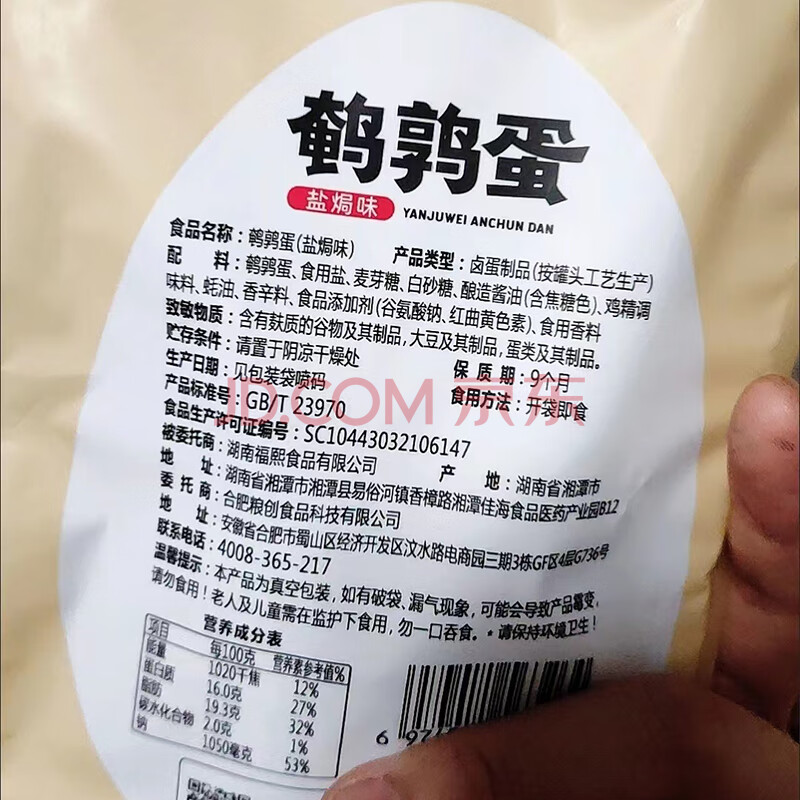 鹌鹑蛋
盐焗味 YANJUWEI ANCHUN DAN
食品名称：鹌鹑蛋(盐焗味) 产品类型：卤蛋制品(按罐头工艺生产)
配 料：鹌鹑蛋、食用盐、麦芽糖、白砂糖、酿造酱油(含焦糖色)、鸡精调
味料、蚝油、香辛料、食品添加剂(谷氨酸钠、红曲黄色素)、食用香料
致敏物质：含有麸质的谷物及其制品,大豆及其制品,蛋类及其制品。
贮存条件：请置于阴凉干燥处 保 质 期：9个月
生产日期：见包装袋喷码 食用方法：开袋即食
产品标准号：GB/T 23970
食品生产许可证编号：SC10443032106147
被委托商：湖南福熙食品有限公司 产 地：湖南省湘潭市
地 址：湖南省湘潭市湘潭县易俗河镇香樟路湘潭佳海食品医药产业园B12
委 托 商：合肥粮创食品科技有限公司
地 址：安徽省合肥市蜀山区经济开发区汶水路电商园三期3栋GF区4层G736号
联系电话：4008-365-217
温馨提示：本产品为真空包装，如有破袋、漏气现象，可能会导致产品霉变，
请勿食用！老人及儿童需在监护下食用，勿一口吞食。·请保持环境卫生！
营养成分表
项目 每100克 营养素参考值%
能量 1020千焦 12%
蛋白质 16.0克 27%
脂肪 19.3克 32%
碳水化合物 2.0克 1%
钠 1050毫克 53%
JD.COM 京东